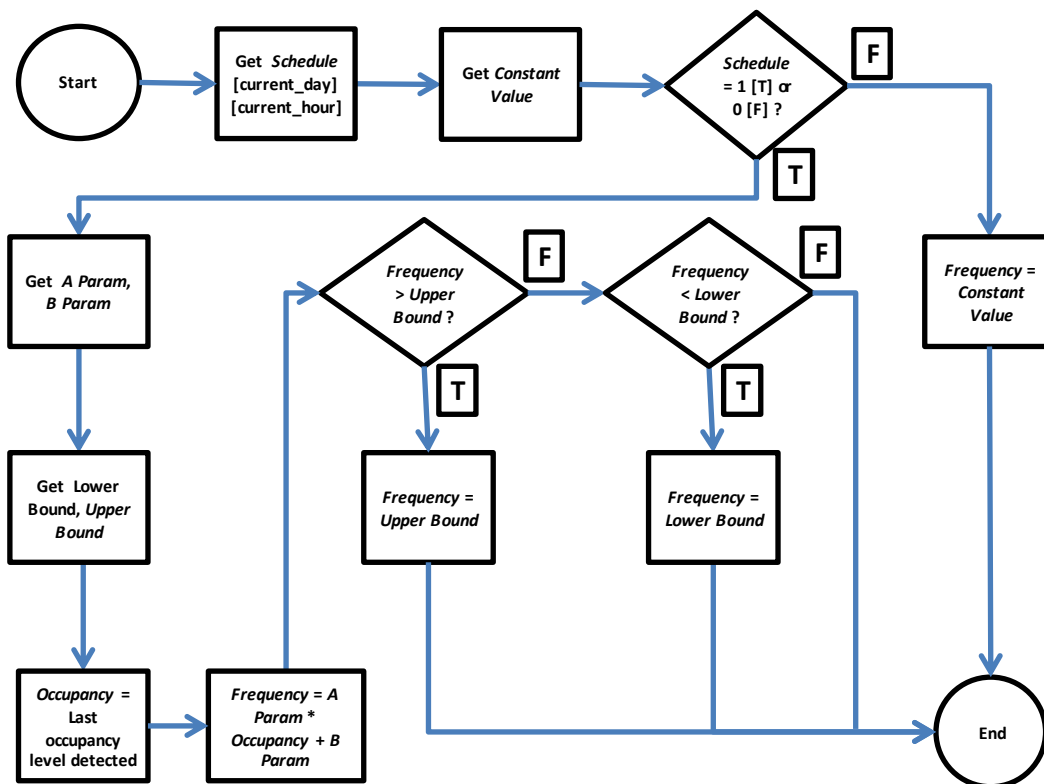 Start
Get Schedule
[current_day]
[current_hour]
Get Constant
Value
Schedule
= 1 [T] or
0 [F] ?
F
T
Get A Param,
B Param
Frequency
> Upper
Bound ?
F
Frequency
< Lower
Bound ?
F
Frequency =
Constant
Value
T
T
Get Lower
Bound, Upper
Bound
Frequency =
Upper Bound
Frequency =
Lower Bound
Occupancy =
Last
occupancy
level detected
Frequency = A
Param *
Occupancy + B
Param
End